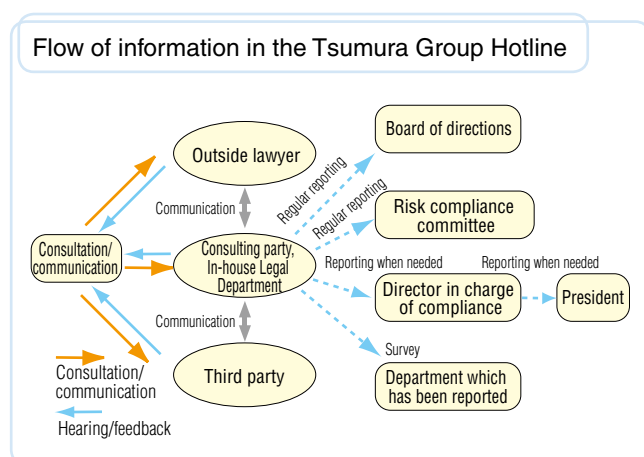 Flow of information in the Tsumura Group Hotline
Board of directions
Outside lawyer
Regular reporting
Communication
Regular reporting
Risk compliance
committee
Consultation/
communication
Consulting party,
In-house Legal
Department
Reporting when needed
Reporting when needed
Director in charge
of compliance
President
Communication
Survey
Third party
Department which
has been reported
Consultation/
communication
Hearing/feedback